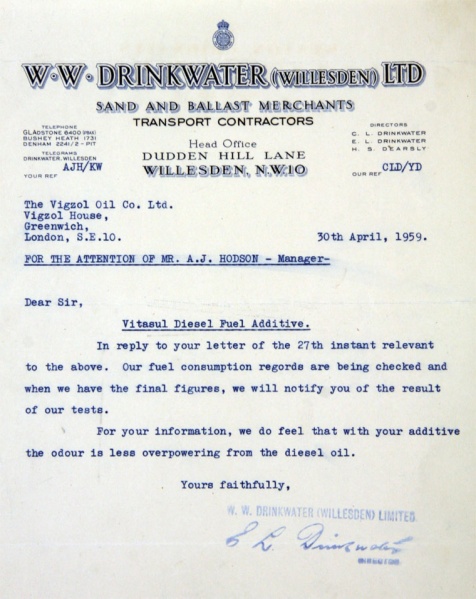 W·W·DRINKWATER (WILLESDEN) LTD
SAND AND BALLAST MERCHANTS
TRANSPORT CONTRACTORS
TELEPHONE
GLADSTONE 6400
BUSHEY HEATH 1731
DENHAM 2241/2 - PIT
TELEGRAMS
DRINKWATER, WILLESDEN
YOUR REF AJH/KW
Head Office
DUDDEN HILL LANE
WILLESDEN, N.W.10
DIRECTORS
C. L. DRINKWATER
E. L. DRINKWATER
H. S. DEARSLY
OUR REF CLD/YD
The Vigzol Oil Co. Ltd.
Vigzol House,
Greenwich,
London, S.E.10.
30th April, 1959.
FOR THE ATTENTION OF MR. A.J. HODSON - Manager-
Dear Sir,
Vitasul Diesel Fuel Additive.
In reply to your letter of the 27th instant relevant
to the above. Our fuel consumption regords are being checked and
when we have the final figures, we will notify you of the result
of our tests.
For your information, we do feel that with your additive
the odour is less overpowering from the diesel oil.
Yours faithfully,
W. W. DRINKWATER (WILLESDEN) LIMITED
E L. Drinkwater
DIRECTOR.